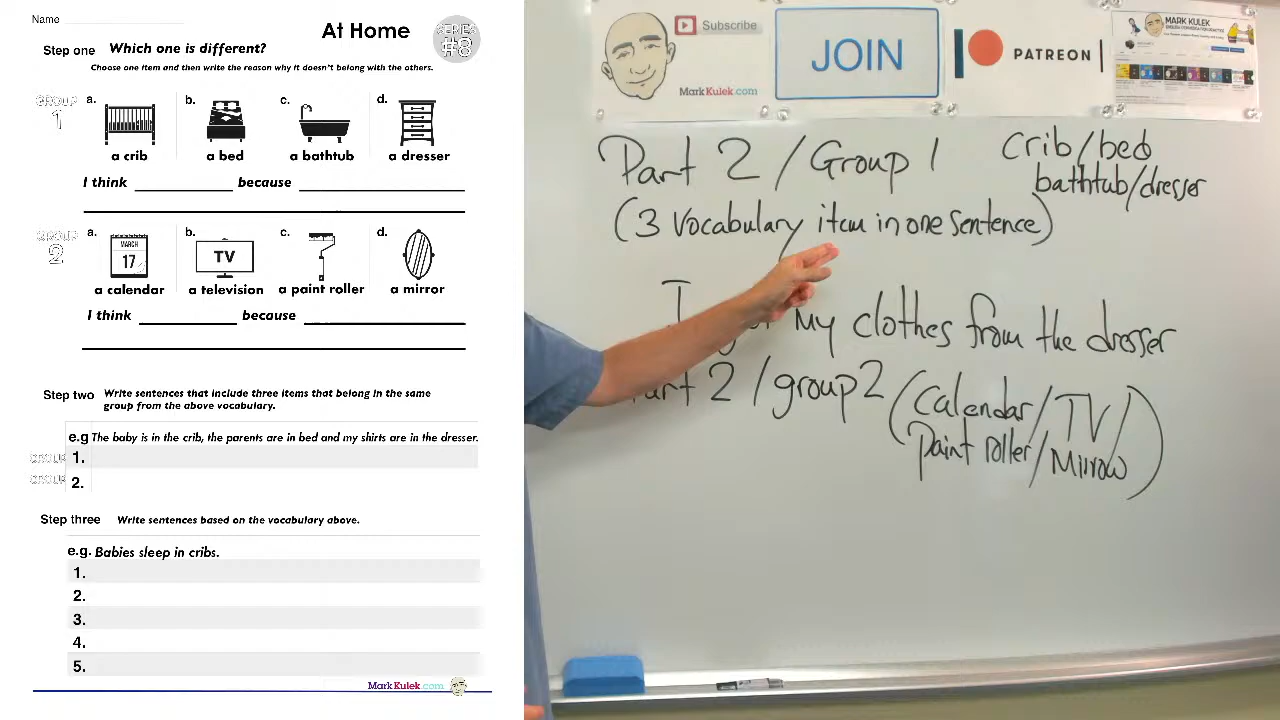 Name
At Home
SERIES
#8
Step one Which one is different?
Choose one item and then write the reason why it doesn't belong with the others.
GROUP
1
a. b. c. d.
a crib a bed a bathtub a dresser
I think because
GROUP
2
a. b. c. d.
MARCH
17
TV
a calendar a television a paint roller a mirror
I think because
Step two Write sentences that include three items that belong in the same
group from the above vocabulary.
e.g The baby is in the crib, the parents are in bed and my shirts are in the dresser.
GROUP 1.
GROUP 2.
Step three Write sentences based on the vocabulary above.
e.g. Babies sleep in cribs.
1.
2.
3.
4.
5.
MarkKulek.com
Subscribe
MarkKulek.com
JOIN
PATREON
MARK KULEK
Part 2 / Group 1
crib/bed
bathtub/dresser
(3 vocabulary item in one sentence)
I my clothes from the dresser
Part 2 / group 2 (Calendar/TV/
Paint roller/Mirrow)